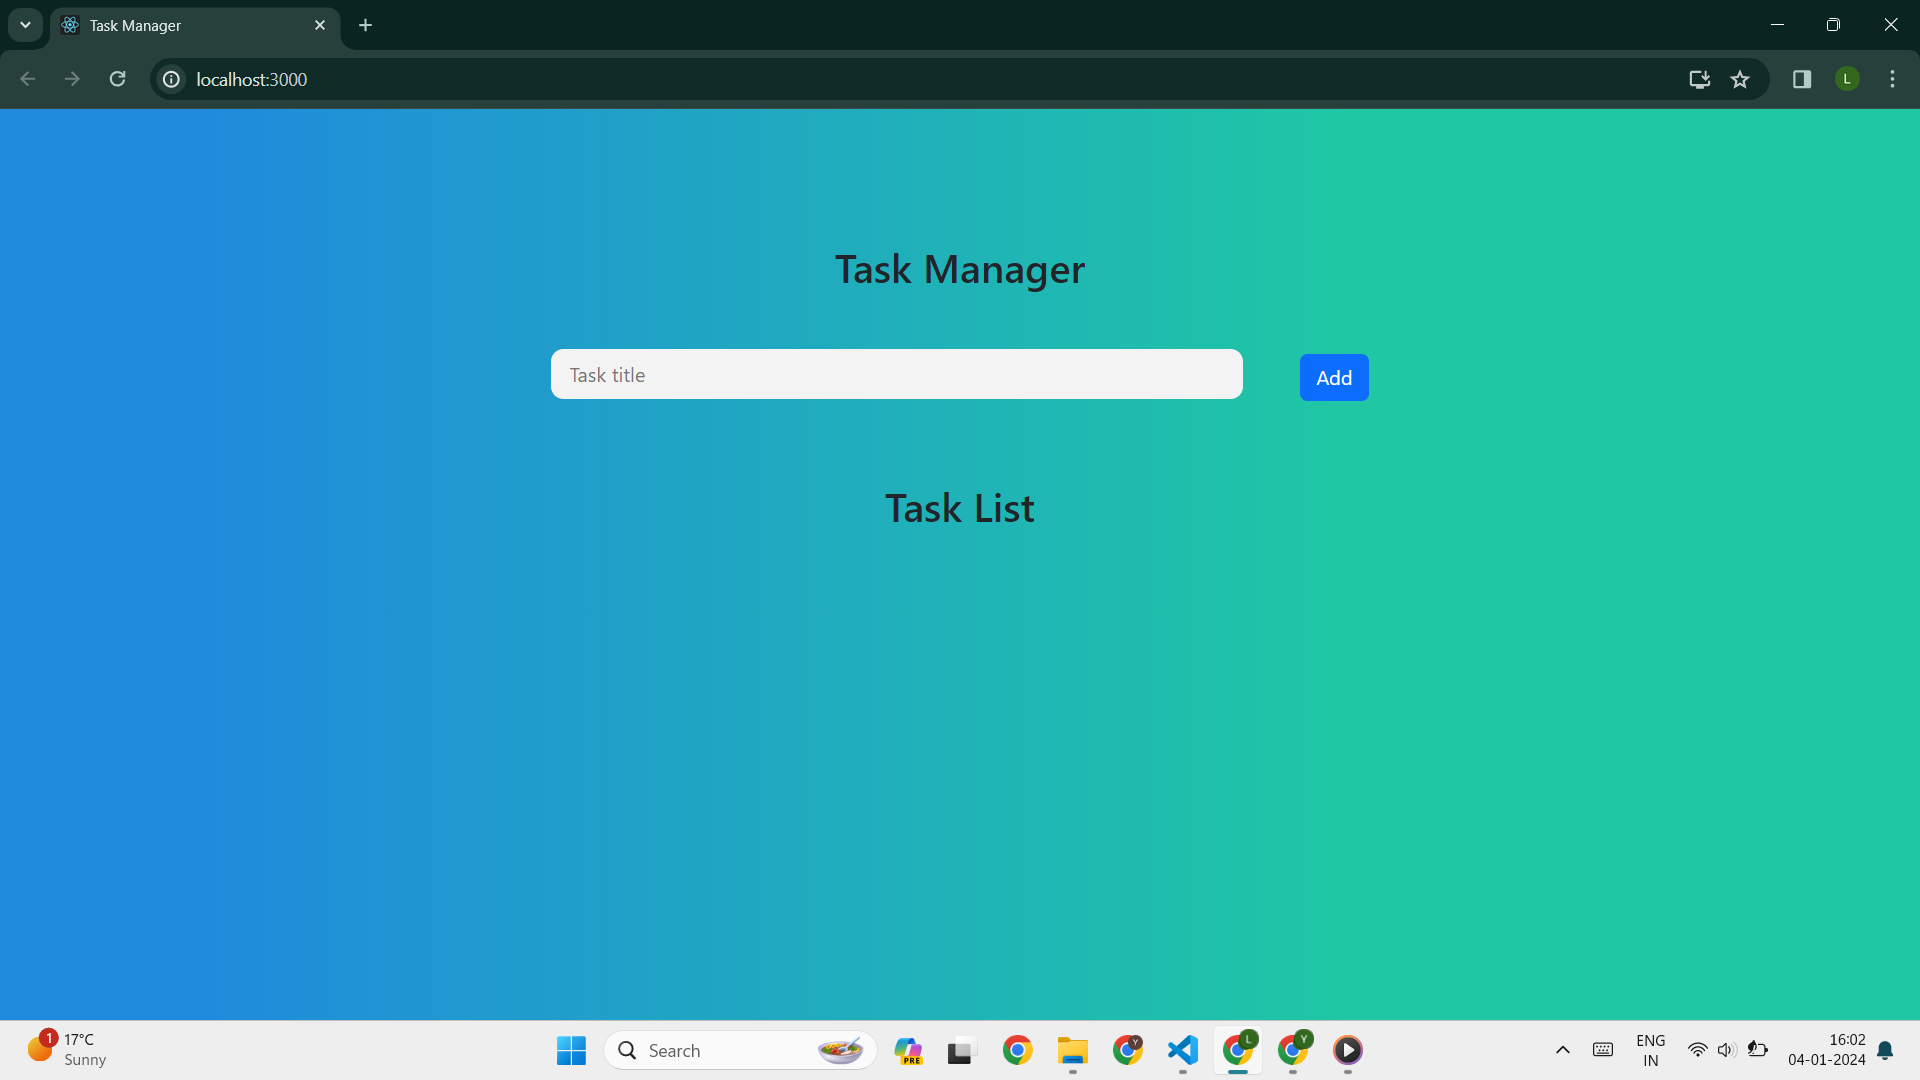 Task Manager
localhost:3000
L
Task Manager
Task title
Add
Task List
1
17°C
Sunny
Search
PRE
Y
L
Y
ENG
IN
16:02
04-01-2024